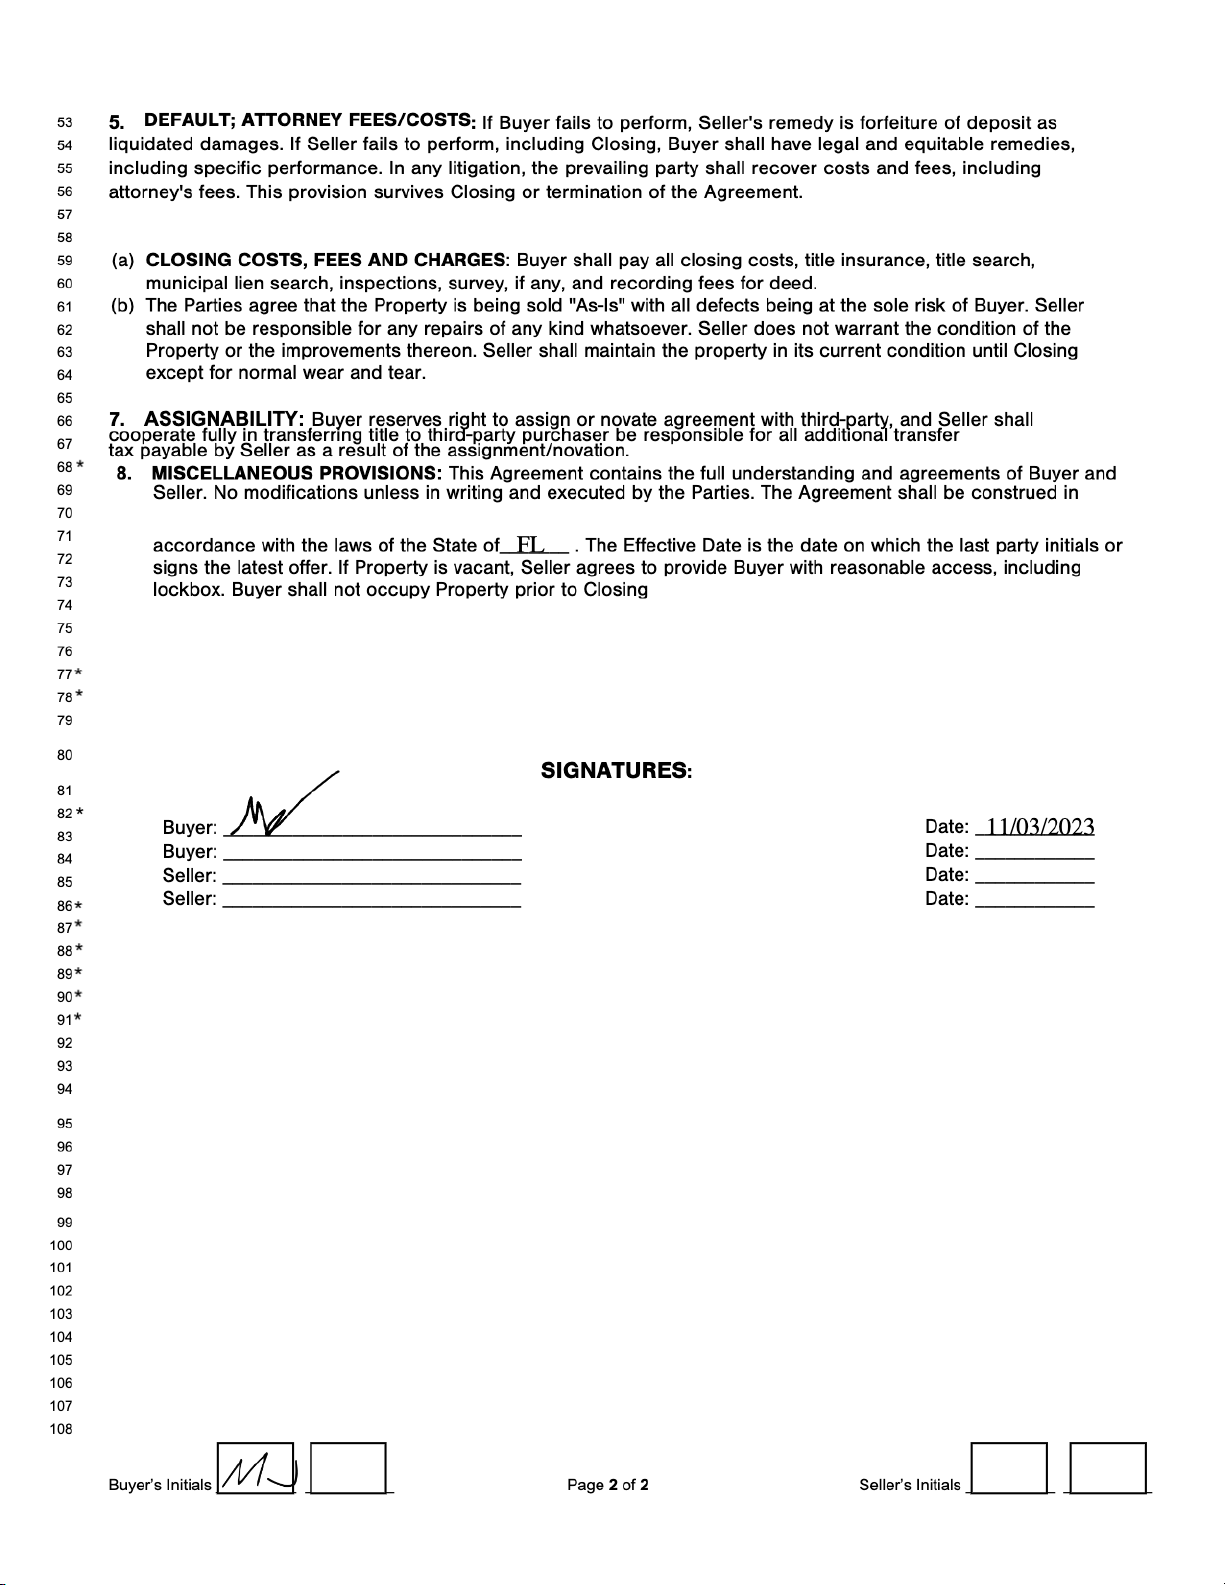 53 5. DEFAULT; ATTORNEY FEES/COSTS: If Buyer fails to perform, Seller's remedy is forfeiture of deposit as
54 liquidated damages. If Seller fails to perform, including Closing, Buyer shall have legal and equitable remedies,
55 including specific performance. In any litigation, the prevailing party shall recover costs and fees, including
56 attorney's fees. This provision survives Closing or termination of the Agreement.
57
58
59 (a) CLOSING COSTS, FEES AND CHARGES: Buyer shall pay all closing costs, title insurance, title search,
60 municipal lien search, inspections, survey, if any, and recording fees for deed.
61 (b) The Parties agree that the Property is being sold "As-Is" with all defects being at the sole risk of Buyer. Seller
62 shall not be responsible for any repairs of any kind whatsoever. Seller does not warrant the condition of the
63 Property or the improvements thereon. Seller shall maintain the property in its current condition until Closing
64 except for normal wear and tear.
65
66 7. ASSIGNABILITY: Buyer reserves right to assign or novate agreement with third-party, and Seller shall
cooperate fully in transferring title to third-party purchaser be responsible for all additional transfer
67 tax payable by Seller as a result of the assignment/novation.
68* 8. MISCELLANEOUS PROVISIONS: This Agreement contains the full understanding and agreements of Buyer and
69 Seller. No modifications unless in writing and executed by the Parties. The Agreement shall be construed in
70
71 accordance with the laws of the State of FL . The Effective Date is the date on which the last party initials or
72 signs the latest offer. If Property is vacant, Seller agrees to provide Buyer with reasonable access, including
73 lockbox. Buyer shall not occupy Property prior to Closing
74
75
76
77*
78*
79
80 SIGNATURES:
81
82* Buyer: Date: 11/03/2023
83
84 Buyer: Date:
85 Seller: Date:
86* Seller: Date:
87*
88*
89*
90*
91*
92
93
94
95
96
97
98
99
100
101
102
103
104
105
106
107
108
Buyer's Initials MJ Page 2 of 2 Seller's Initials